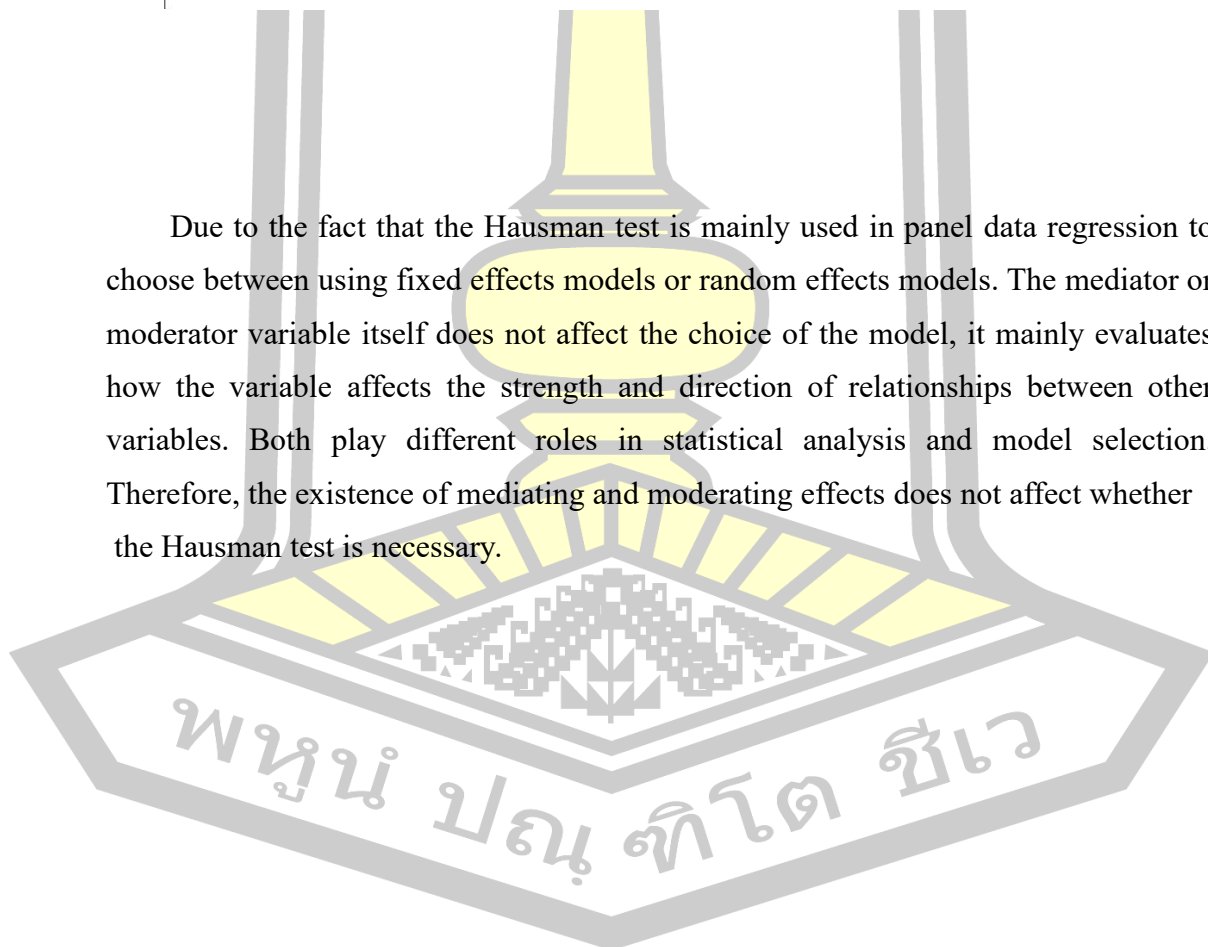 Due to the fact that the Hausman test is mainly used in panel data regression to
choose between using fixed effects models or random effects models. The mediator or
moderator variable itself does not affect the choice of the model, it mainly evaluates
how the variable affects the strength and direction of relationships between other
variables. Both play different roles in statistical analysis and model selection.
Therefore, the existence of mediating and moderating effects does not affect whether
the Hausman test is necessary.
พหูนํ ปณฺฑิโต ชีเว